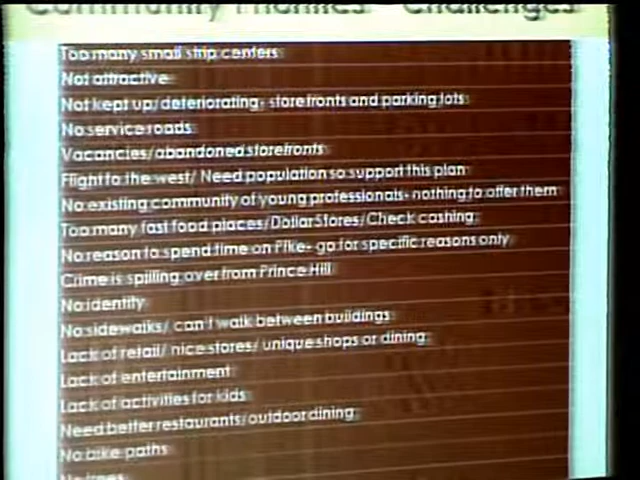 Community Priorities Challenges
Too many small strip centers
Not attractive
Not kept up/deteriorating- storefronts and parking lots
No service roads
Vacancies/abandoned storefronts
Flight to the west/ Need population so support this plan
No existing community of young professionals- nothing to offer them
Too many fast food places/Dollar Stores/Check cashing
No reason to spend time on Pike- go for specific reasons only
Crime is spilling over from Price Hill
No identity
No sidewalks/ can't walk between buildings
Lack of retail/ nice stores/ unique shops or dining
Lack of entertainment
Lack of activities for kids
Need better restaurants/outdoor dining
No bike paths
No trees